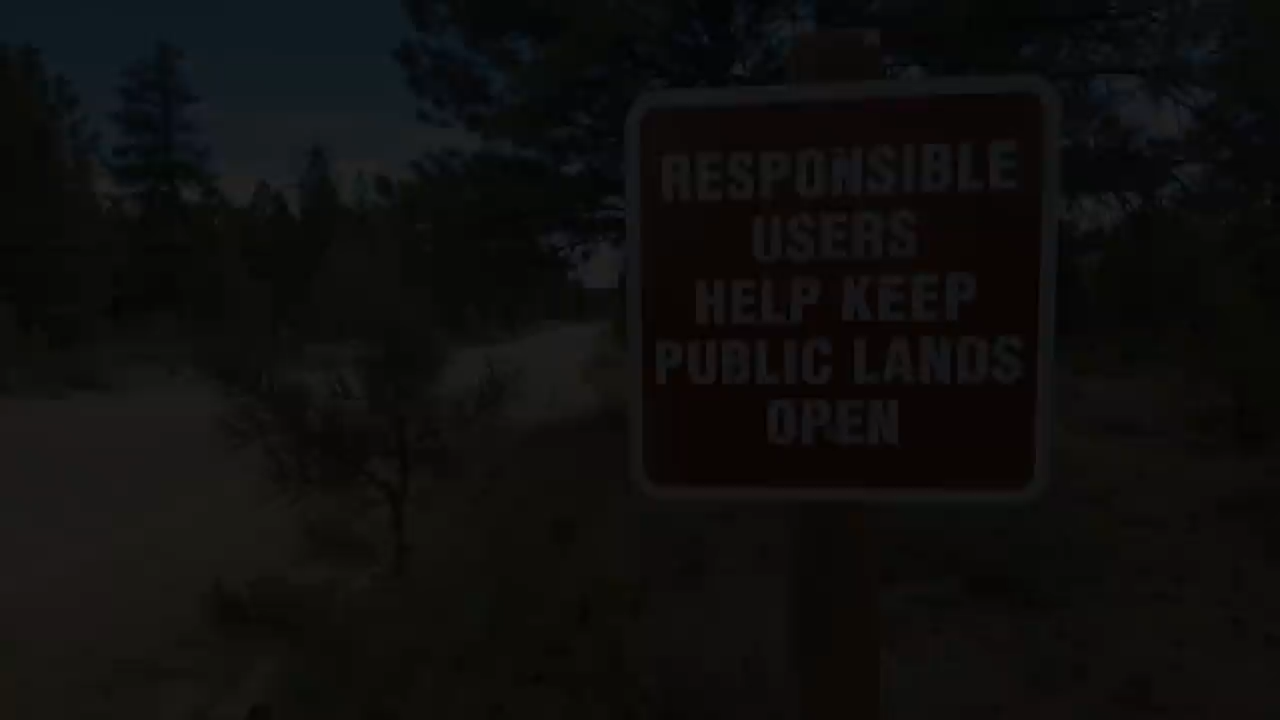 RESPONSIBLE
USERS
HELP KEEP
PUBLIC LANDS
OPEN